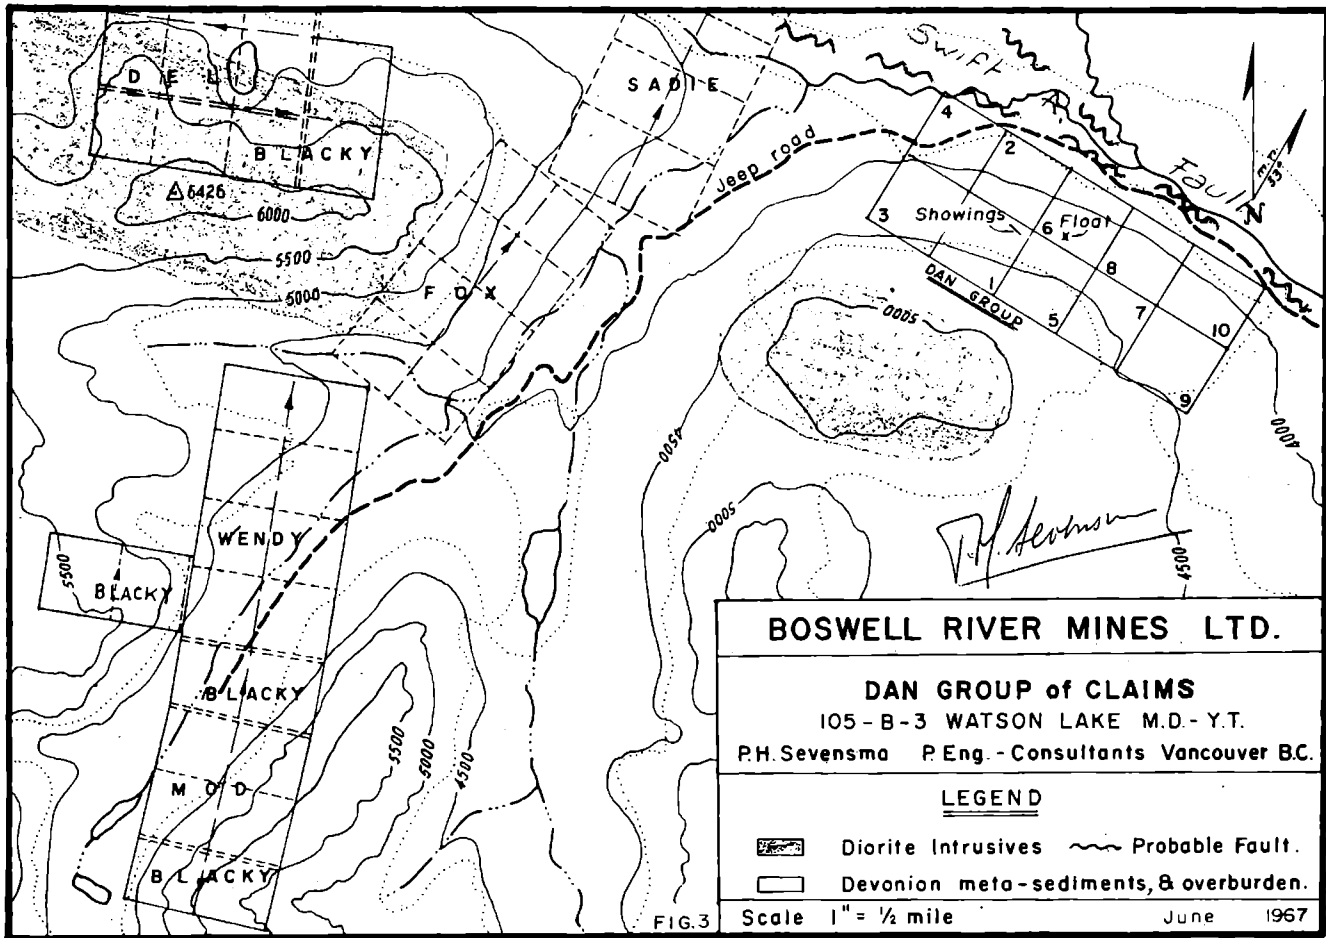 DEL
BLACKY
6426
6000
5500
5000
FOX
SADIE
Jeep road
Swift
Fault
4
2
3
Showings
6 Float
8
1
DAN GROUP
5
7
10
9
N
5000
4000
4500
5000
4500
WENDY
5500
BLACKY
BLACKY
MOD
BLACKY
5500
5000
4500
FIG.3
BOSWELL RIVER MINES LTD.
DAN GROUP of CLAIMS
105-B-3 WATSON LAKE M.D.-Y.T.
P.H. Sevensma P. Eng. - Consultants Vancouver B.C.
LEGEND
Diorite Intrusives
Probable Fault.
Devonion meta-sediments, & overburden.
Scale 1" = ½ mile June 1967